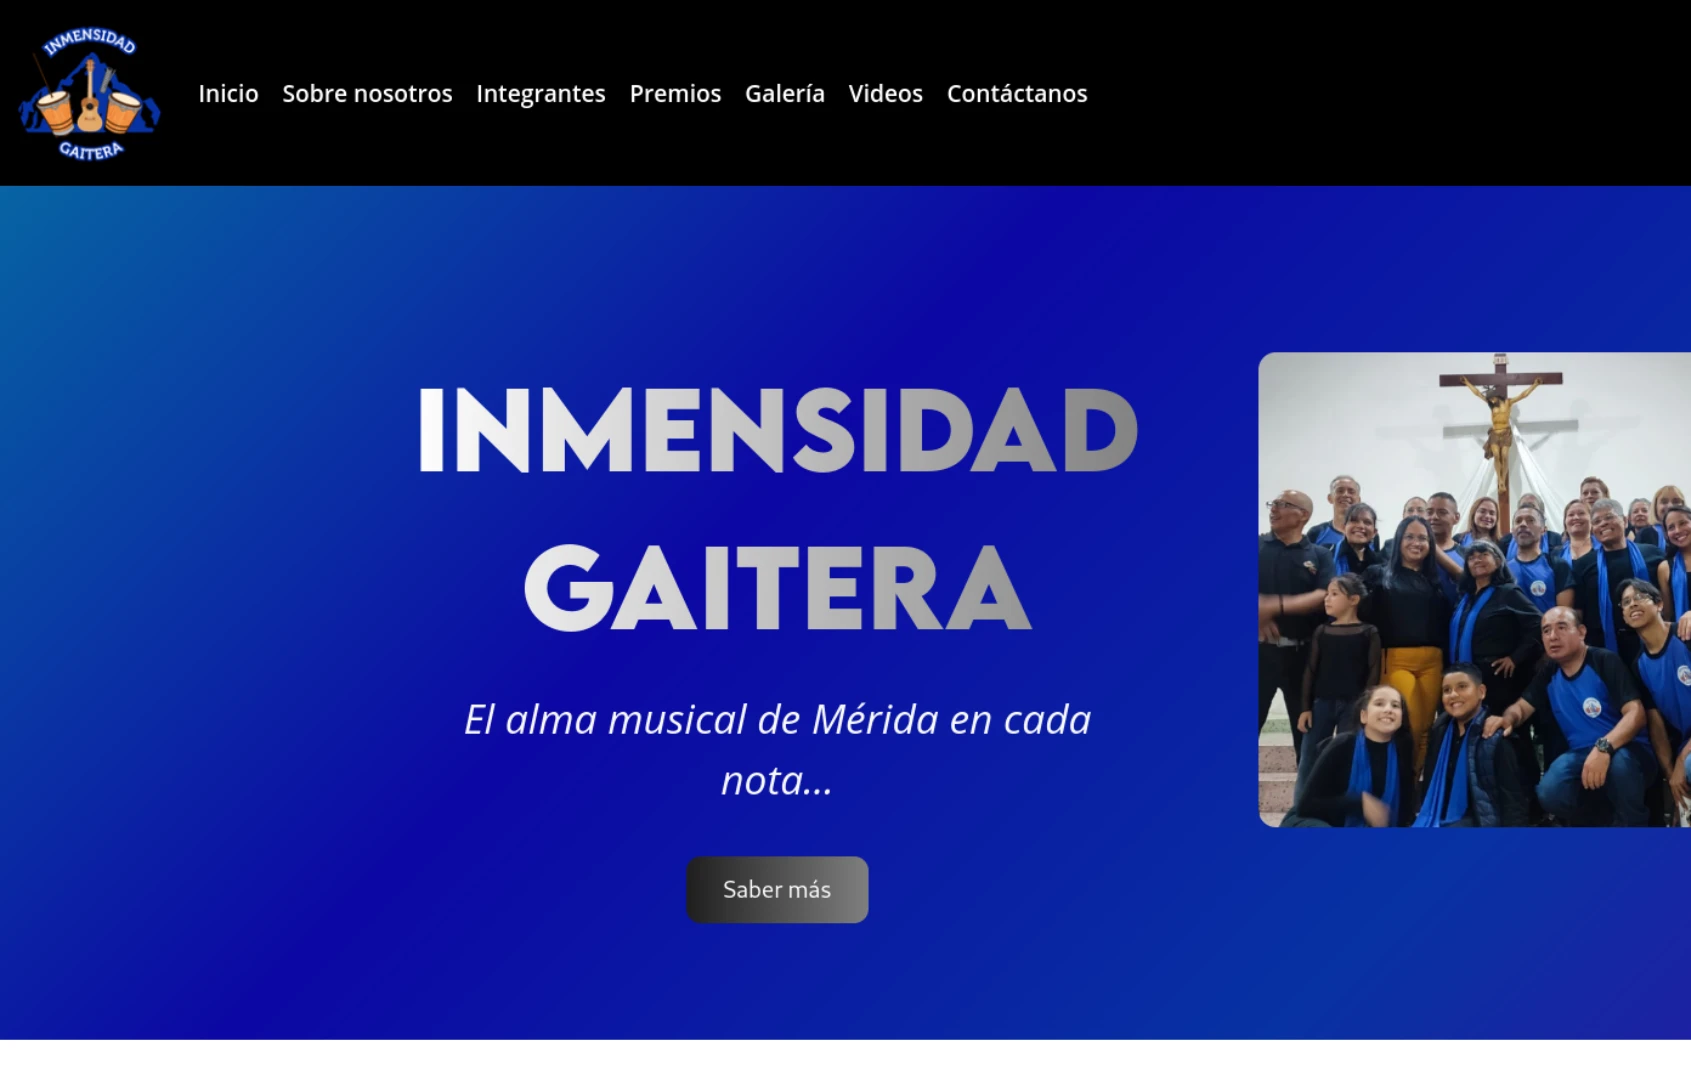 INMENSIDAD
GAITERA
Inicio Sobre nosotros Integrantes Premios Galería Videos Contáctanos
INMENSIDAD
GAITERA
El alma musical de Mérida en cada
nota...
Saber más